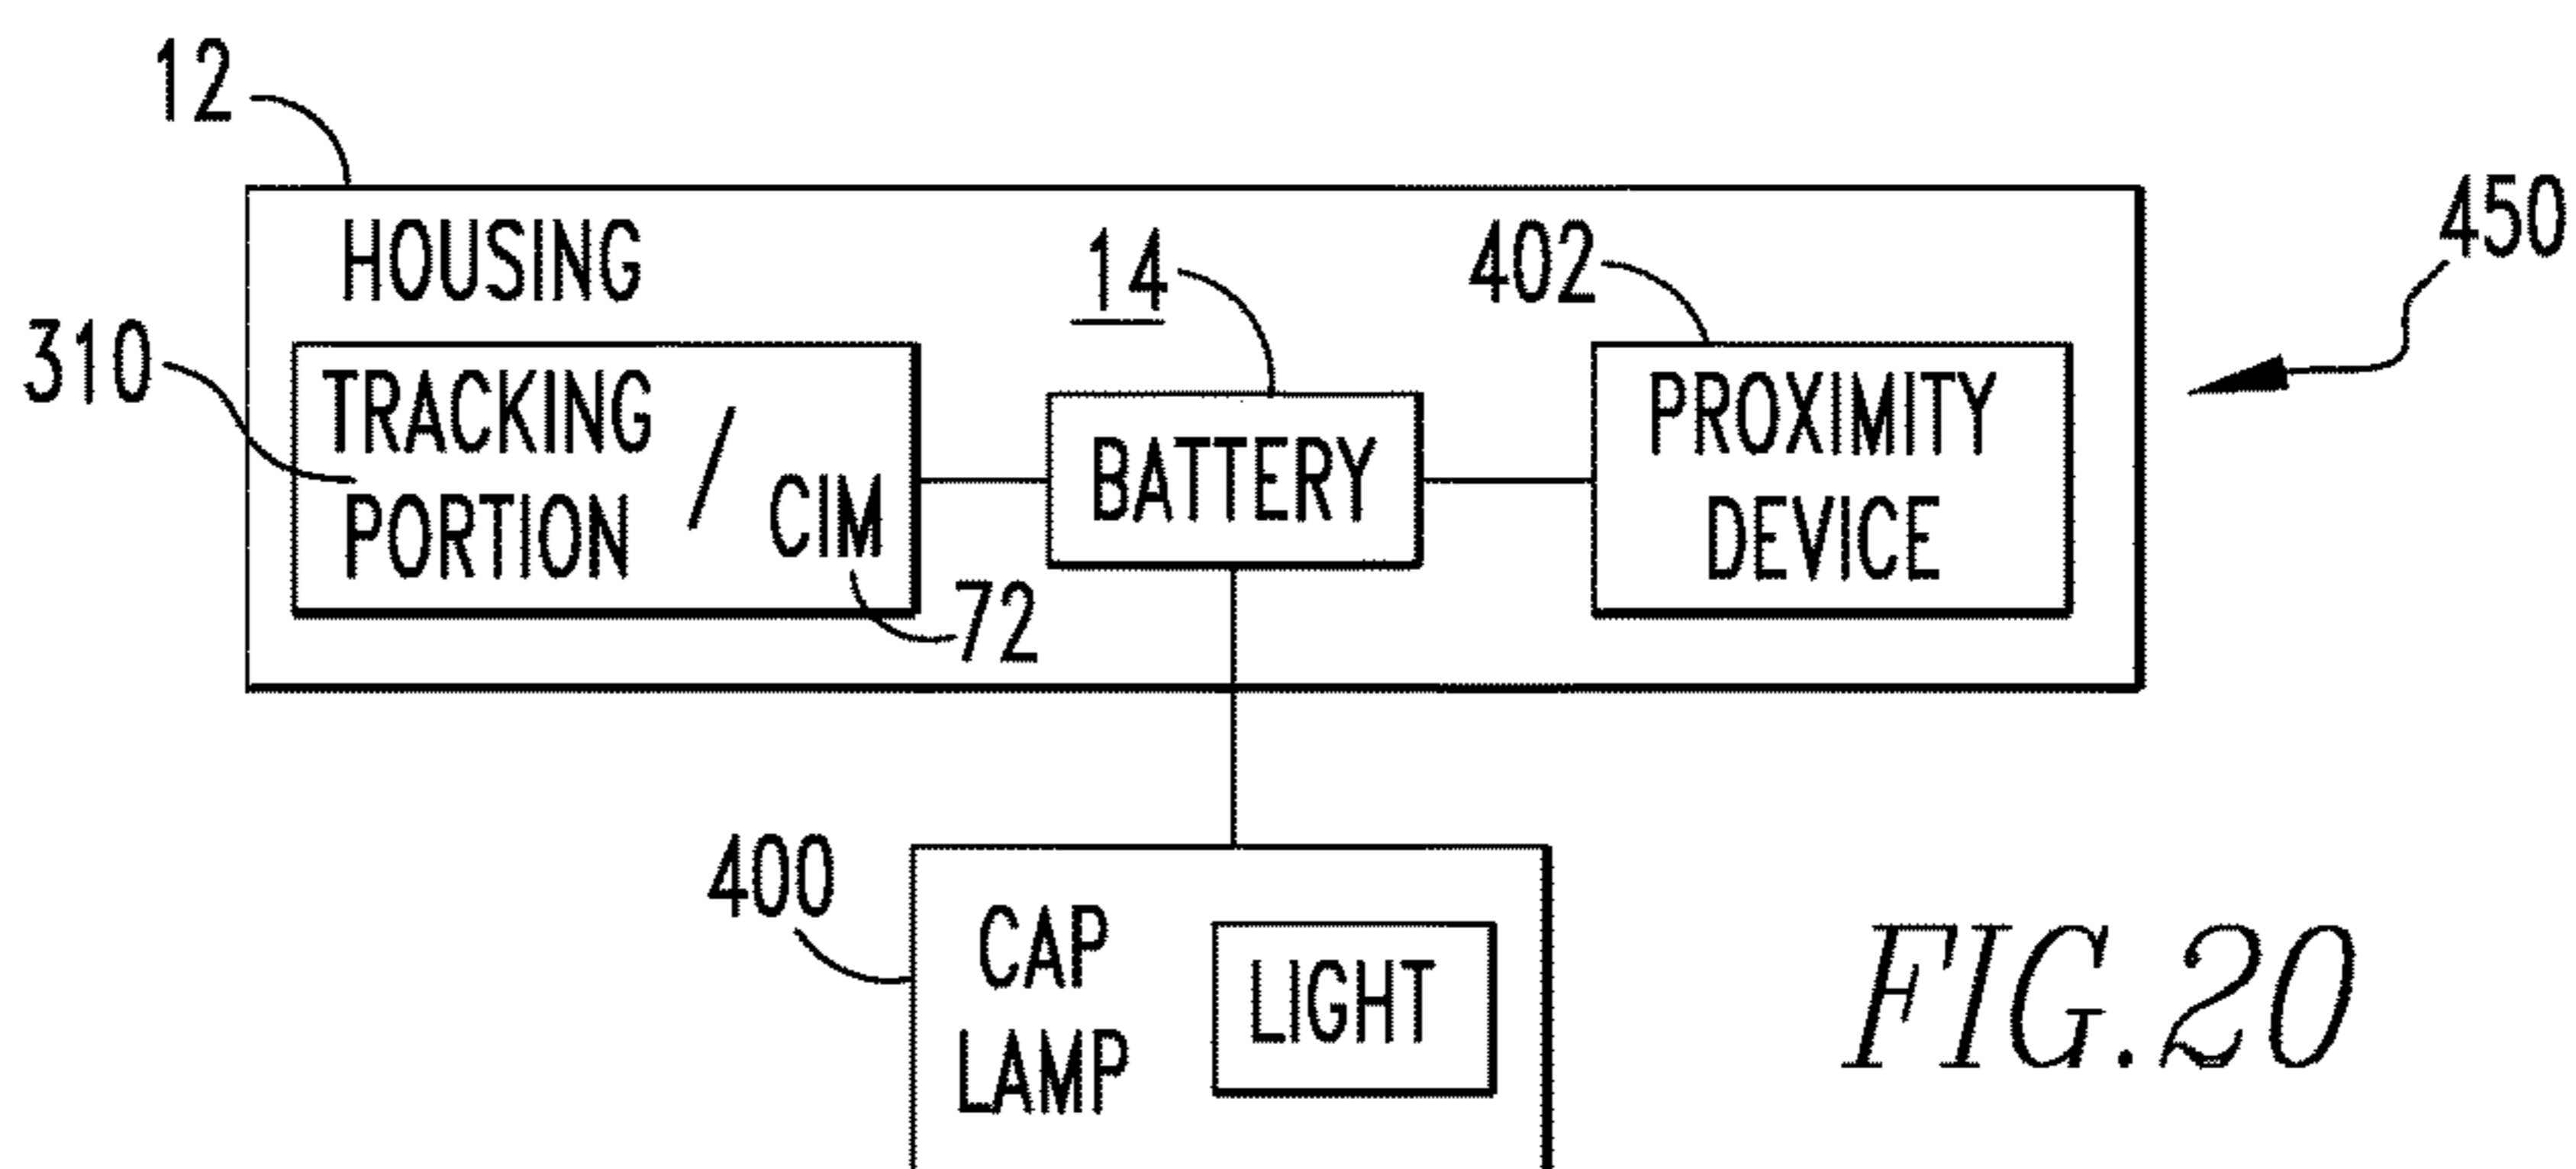 12
450
HOUSING
14
402
310
TRACKING
PORTION
/
CIM
BATTERY
PROXIMITY
DEVICE
72
400
CAP
LAMP
LIGHT
FIG.20